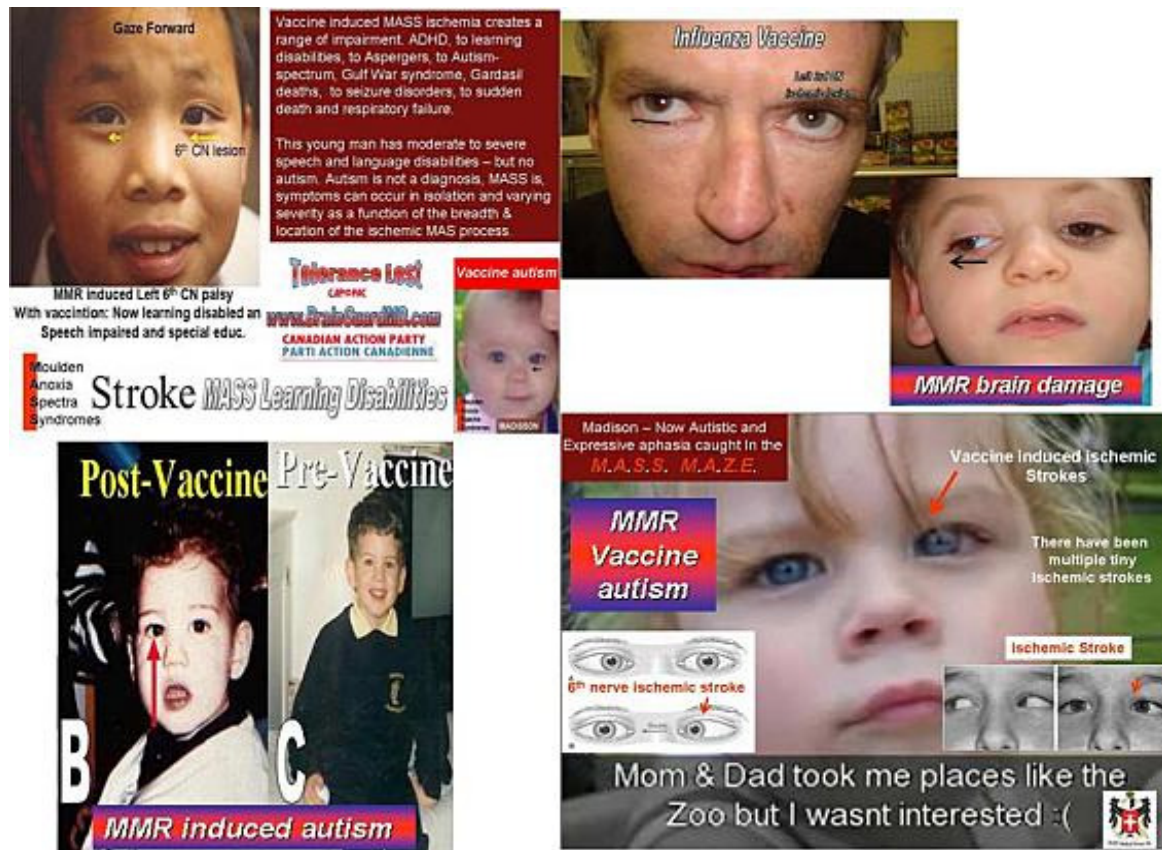 Gaze Forward
6th CN lesion
MMR induced Left 6th CN palsy
With vacction: Now learning disabled an
Speech impaired and special educ.
Vaccine induced MASS ischemia creates a
range of impairment. ADHD, to learning
disabilities, to Aspergers, to Autism-
spectrum, Gulf War syndrome, Gardasil
deaths, to seizure disorders, to sudden
death and respiratory failure.
This young man has moderate to severe
speech and language disabilities – but no
autism. Autism is not a diagnosis, MASS is,
symptoms can occur in isolation and varying
severity as a function of the breadth &
location of the ischemic MAS process.
Tolerance Lost
www.BrainGuardMD.com
CANADIAN ACTION PARTY
PARTI ACTION CANADIENNE
Vaccine autism
MADISON
Moulden
Anoxia
Spectra
Syndromes
Stroke MASS Learning Disabilities
Influenza Vaccine
MMR brain damage
Post-Vaccine
Pre-Vaccine
B
C
MMR induced autism
Madison – Now Autistic and
Expressive aphasia caught In the
M.A.S.S. M.A.Z.E.
MMR
Vaccine
autism
Vaccine induced ischemic
Strokes
There have been
multiple tiny
Ischemic strokes
6th nerve ischemic stroke
Ischemic Stroke
Mom & Dad took me places like the
Zoo but I wasnt interested :(